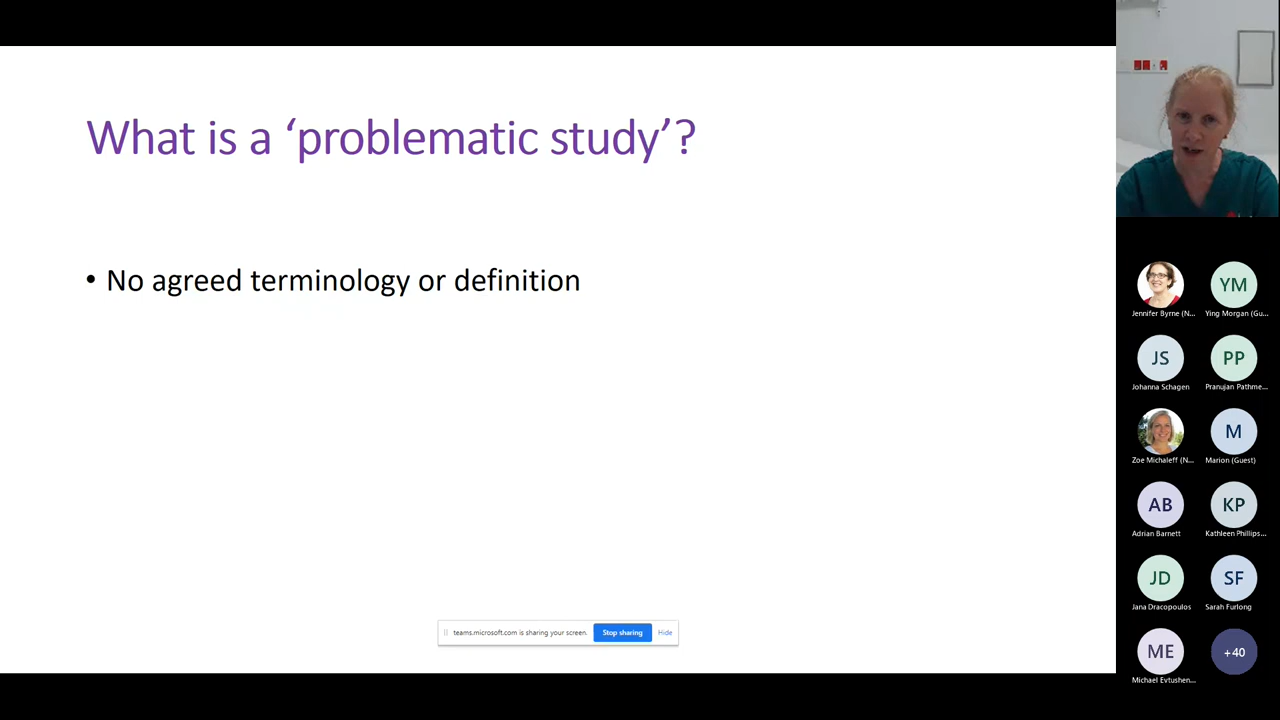 What is a ‘problematic study’?
• No agreed terminology or definition
teams.microsoft.com is sharing your screen. Stop sharing Hide
Jennifer Byrne (N... Ying Morgan (Gu...
YM
JS PP
Johanna Schagen Pranujan Pathme...
M
Zoe Michaleff (N... Marion (Guest)
AB KP
Adrian Barnett Kathleen Phillips...
JD SF
Jana Dracopoulos Sarah Furlong
ME +40
Michael Evtushen...